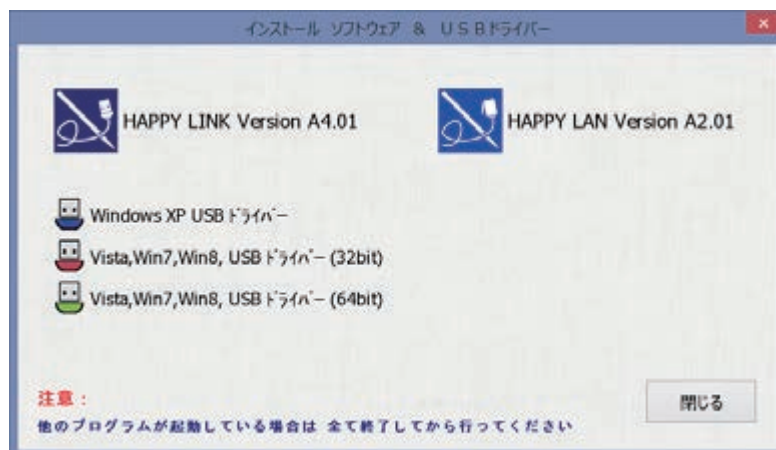 インストール ソフトウェア & USBドライバー
HAPPY LINK Version A4.01
HAPPY LAN Version A2.01
Windows XP USB ドライバー
Vista,Win7,Win8, USB ドライバー (32bit)
Vista,Win7,Win8, USB ドライバー (64bit)
注意：
他のプログラムが起動している場合は 全て終了してから行ってください
閉じる